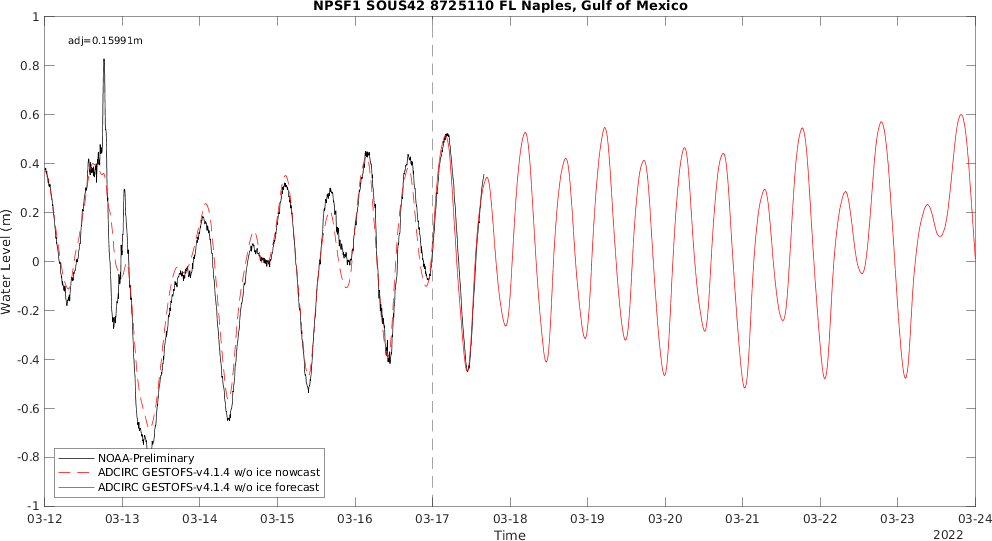 NPSF1 SOUS42 8725110 FL Naples, Gulf of Mexico
adj=0.15991m
1
0.8
0.6
0.4
0.2
0
-0.2
-0.4
-0.6
-0.8
-1
Water Level (m)
NOAA-Preliminary
ADCIRC GESTOFS-v4.1.4 w/o ice nowcast
ADCIRC GESTOFS-v4.1.4 w/o ice forecast
03-12 03-13 03-14 03-15 03-16 03-17 03-18 03-19 03-20 03-21 03-22 03-23 03-24
Time
2022